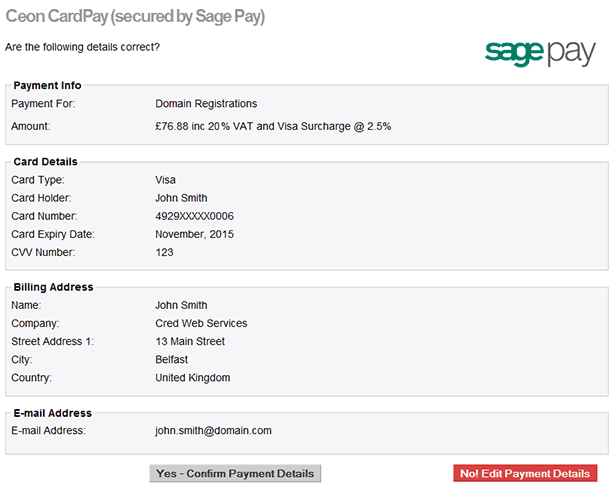 Ceon CardPay (secured by Sage Pay)
Are the following details correct?
sage pay
Payment Info
Payment For: Domain Registrations
Amount: £76.88 inc 20% VAT and Visa Surcharge @ 2.5%
Card Details
Card Type: Visa
Card Holder: John Smith
Card Number: 4929XXXXX0006
Card Expiry Date: November, 2015
CVV Number: 123
Billing Address
Name: John Smith
Company: Cred Web Services
Street Address 1: 13 Main Street
City: Belfast
Country: United Kingdom
E-mail Address
E-mail Address: john.smith@domain.com
Yes - Confirm Payment Details No! Edit Payment Details